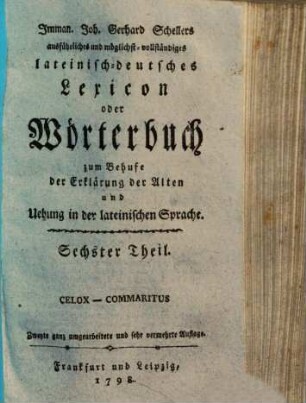 Imman. Joh. Gerhard Schellers
ausführliches und möglichst-vollständiges
lateinisch-deutsches
Lexicon
oder
Wörterbuch
zum Behufe
der Erklärung der Alten
und
Uebung in der lateinischen Sprache.
Sechster Theil.
CELOX — COMMARITUS
Zweyte ganz umgearbeitete und sehr vermehrte Auflage.
Frankfurt und Leipzig,
1798.